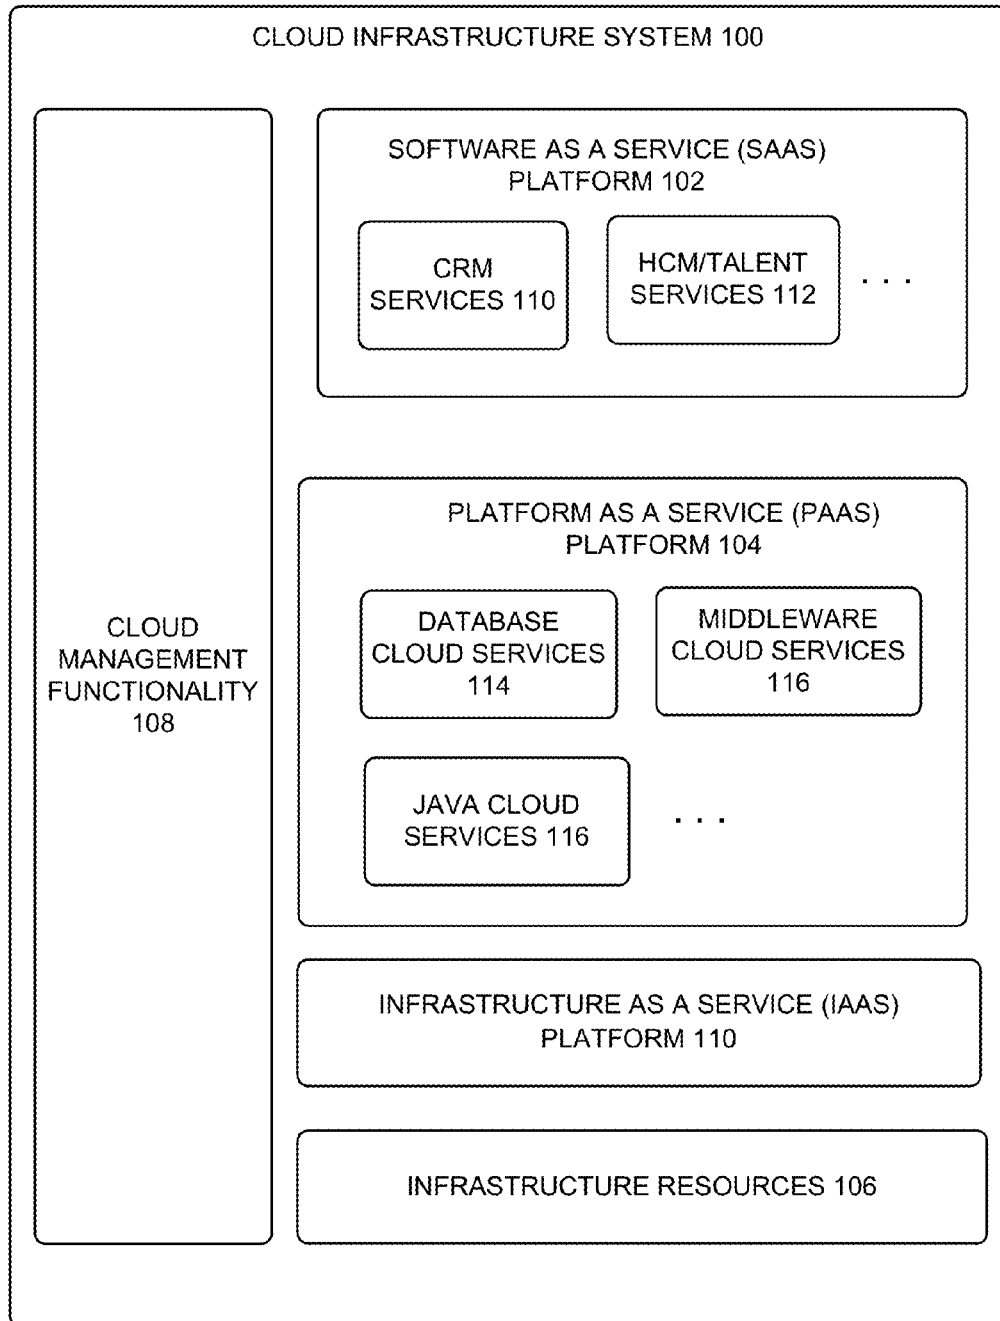 CLOUD INFRASTRUCTURE SYSTEM 100
SOFTWARE AS A SERVICE (SAAS)
PLATFORM 102
CRM
SERVICES 110
HCM/TALENT
SERVICES 112
. . .
CLOUD
MANAGEMENT
FUNCTIONALITY
108
PLATFORM AS A SERVICE (PAAS)
PLATFORM 104
DATABASE
CLOUD SERVICES
114
MIDDLEWARE
CLOUD SERVICES
116
JAVA CLOUD
SERVICES 116
. . .
INFRASTRUCTURE AS A SERVICE (IAAS)
PLATFORM 110
INFRASTRUCTURE RESOURCES 106